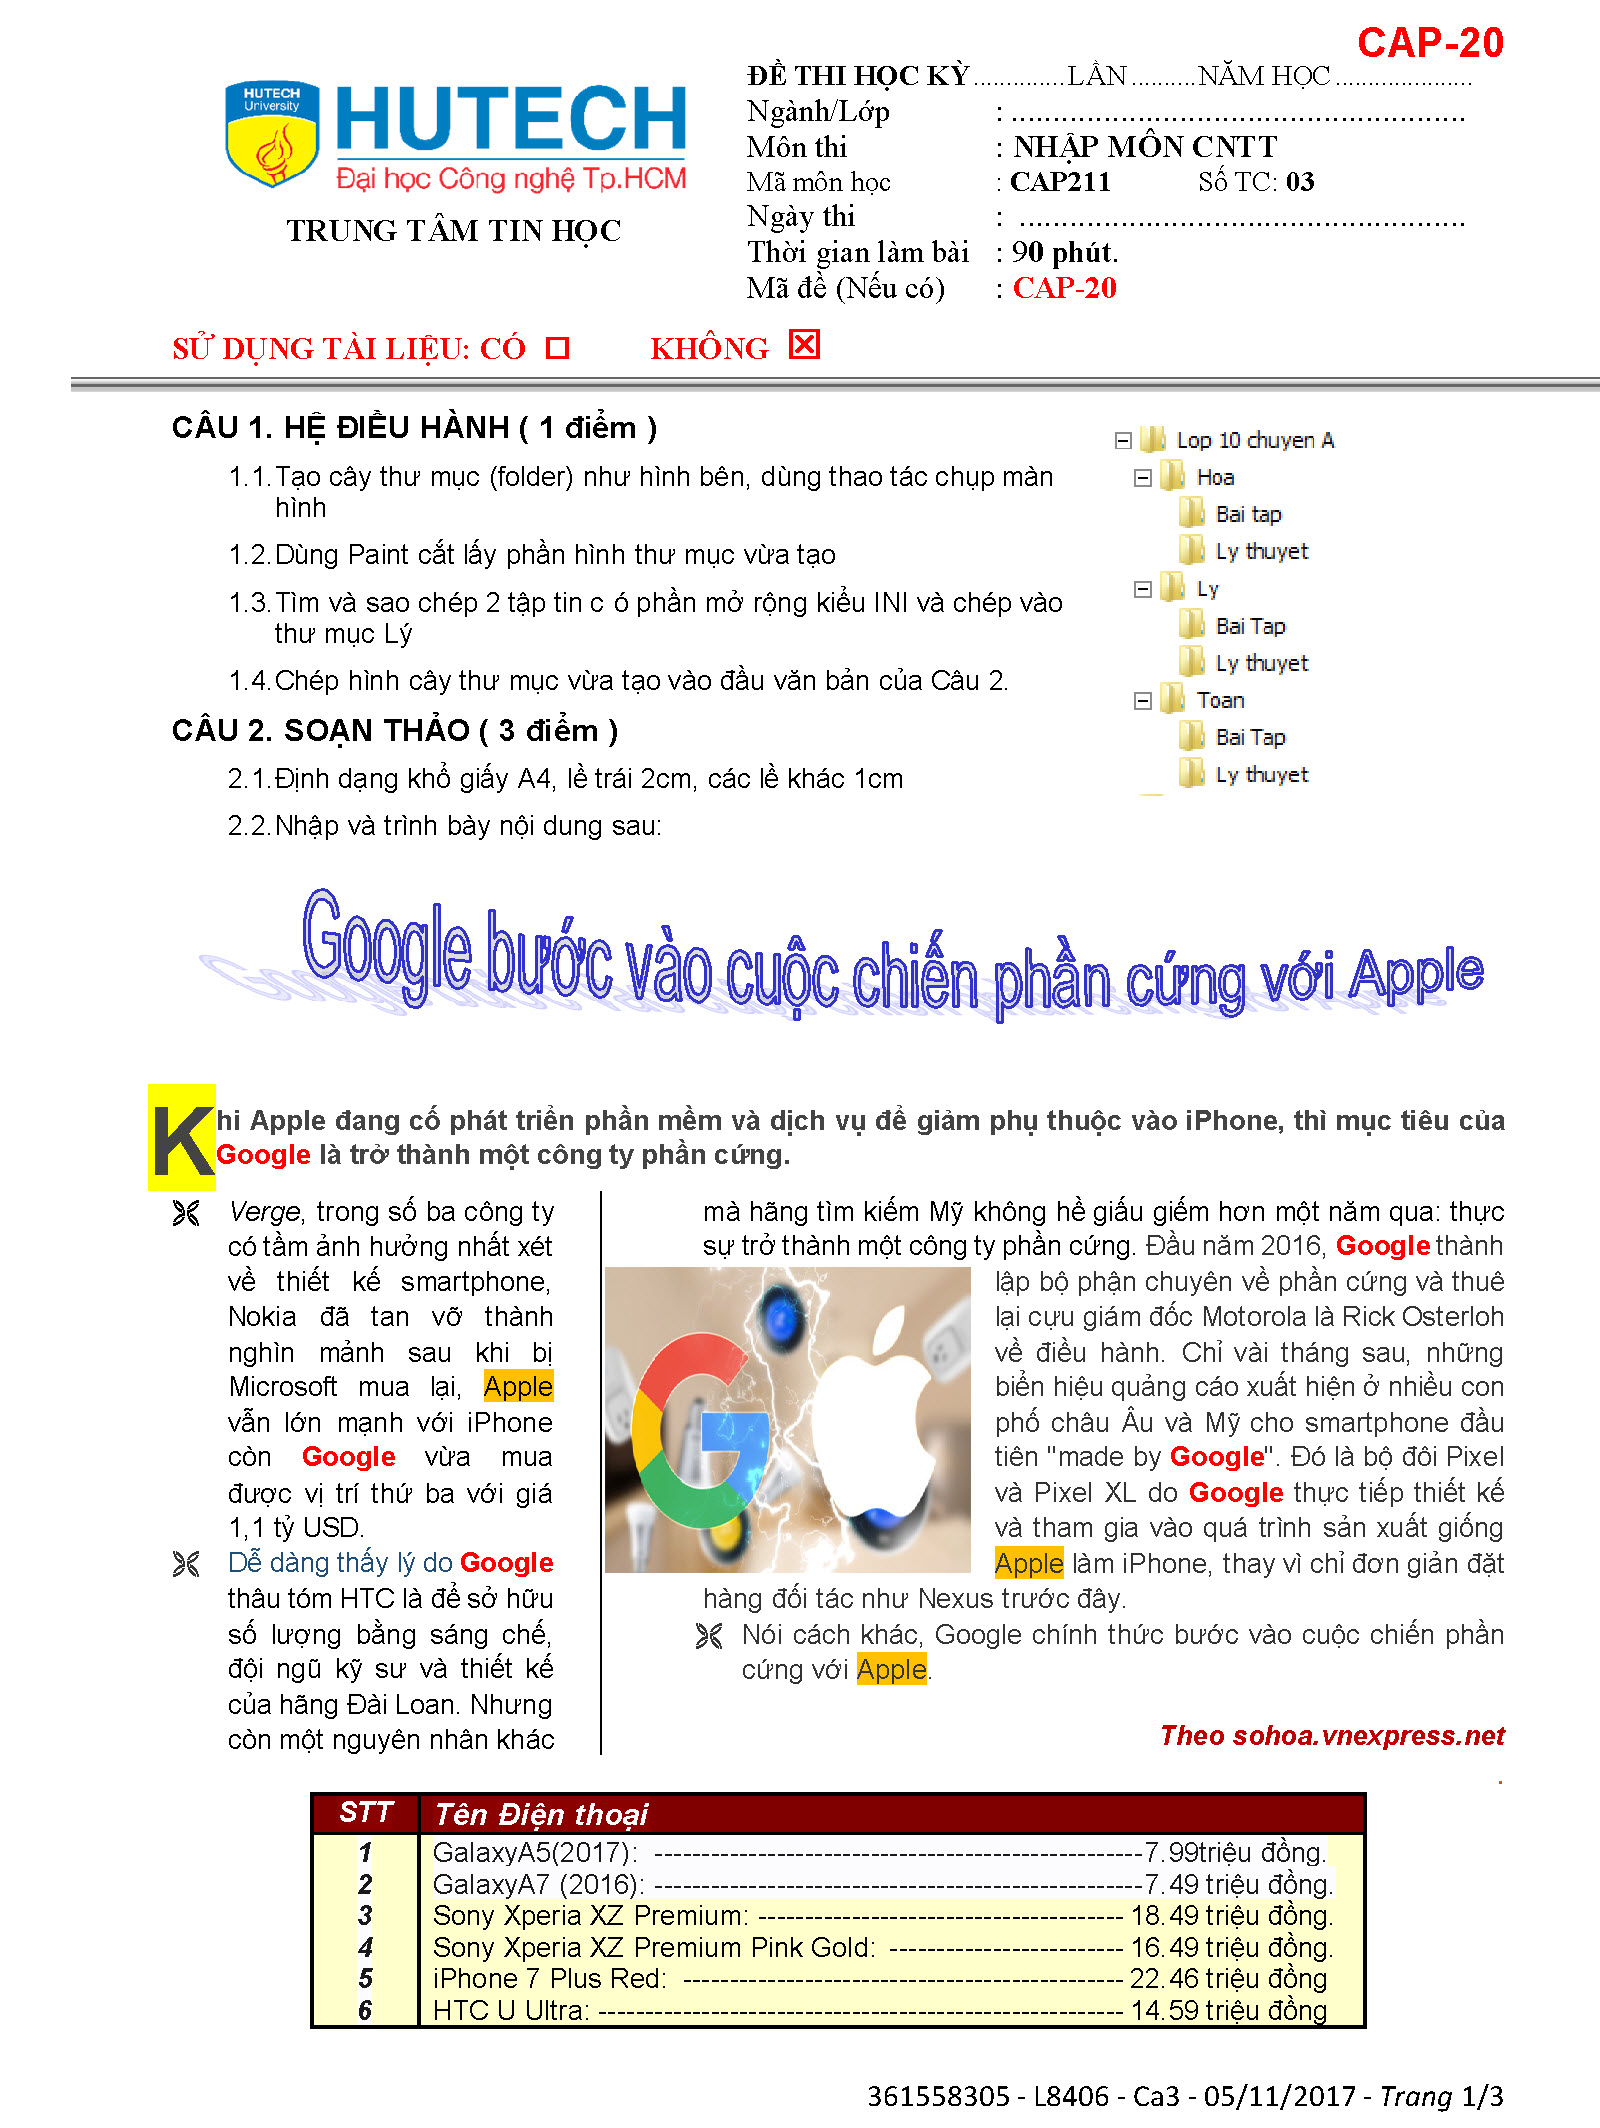 CAP-20
HUTECH
University
HUTECH
Đại học Công nghệ Tp.HCM
TRUNG TÂM TIN HỌC
ĐỀ THI HỌC KỲ..............LẦN..........NĂM HỌC.....................
Ngành/Lớp : ......................................................
Môn thi : NHẬP MÔN CNTT
Mã môn học : CAP211 Số TC: 03
Ngày thi : .....................................................
Thời gian làm bài : 90 phút.
Mã đề (Nếu có) : CAP-20
SỬ DỤNG TÀI LIỆU: CÓ ☐ KHÔNG ☒
CÂU 1. HỆ ĐIỀU HÀNH ( 1 điểm )
1.1.Tạo cây thư mục (folder) như hình bên, dùng thao tác chụp màn
hình
1.2.Dùng Paint cắt lấy phần hình thư mục vừa tạo
1.3.Tìm và sao chép 2 tập tin c ó phần mở rộng kiểu INI và chép vào
thư mục Lý
1.4.Chép hình cây thư mục vừa tạo vào đầu văn bản của Câu 2.
Lop 10 chuyen A
Hoa
Bai tap
Ly thuyet
Ly
Bai Tap
Ly thuyet
Toan
Bai Tap
Ly thuyet
CÂU 2. SOẠN THẢO ( 3 điểm )
2.1.Định dạng khổ giấy A4, lề trái 2cm, các lề khác 1cm
2.2.Nhập và trình bày nội dung sau:
Google bước vào cuộc chiến phần cứng với Apple
Khi Apple đang cố phát triển phần mềm và dịch vụ để giảm phụ thuộc vào iPhone, thì mục tiêu của
Google là trở thành một công ty phần cứng.
Verge, trong số ba công ty
có tầm ảnh hưởng nhất xét
về thiết kế smartphone,
Nokia đã tan vỡ thành
nghìn mảnh sau khi bị
Microsoft mua lại, Apple
vẫn lớn mạnh với iPhone
còn Google vừa mua
được vị trí thứ ba với giá
1,1 tỷ USD.
Dễ dàng thấy lý do Google
thâu tóm HTC là để sở hữu
số lượng bằng sáng chế,
đội ngũ kỹ sư và thiết kế
của hãng Đài Loan. Nhưng
còn một nguyên nhân khác
mà hãng tìm kiếm Mỹ không hề giấu giếm hơn một năm qua: thực
sự trở thành một công ty phần cứng. Đầu năm 2016, Google thành
lập bộ phận chuyên về phần cứng và thuê
lại cựu giám đốc Motorola là Rick Osterloh
về điều hành. Chỉ vài tháng sau, những
biển hiệu quảng cáo xuất hiện ở nhiều con
phố châu Âu và Mỹ cho smartphone đầu
tiên "made by Google". Đó là bộ đôi Pixel
và Pixel XL do Google thực tiếp thiết kế
và tham gia vào quá trình sản xuất giống
Apple làm iPhone, thay vì chỉ đơn giản đặt
hàng đối tác như Nexus trước đây.
Nói cách khác, Google chính thức bước vào cuộc chiến phần
cứng với Apple.
Theo sohoa.vnexpress.net
.
STT Tên Điện thoại
1 GalaxyA5(2017): ----------------------------------------------------7.99triệu đồng.
2 GalaxyA7 (2016): ----------------------------------------------------7.49 triệu đồng.
3 Sony Xperia XZ Premium: --------------------------------------- 18.49 triệu đồng.
4 Sony Xperia XZ Premium Pink Gold: ------------------------- 16.49 triệu đồng.
5 iPhone 7 Plus Red: ----------------------------------------------- 22.46 triệu đồng
6 HTC U Ultra: -------------------------------------------------------- 14.59 triệu đồng
361558305 - L8406 - Ca3 - 05/11/2017 - Trang 1/3